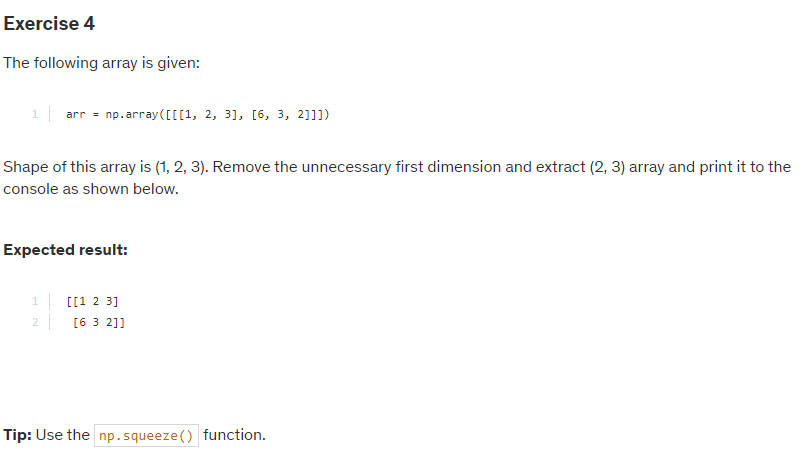 Exercise 4
The following array is given:
1 arr = np.array([[[1, 2, 3], [6, 3, 2]]])
Shape of this array is (1, 2, 3). Remove the unnecessary first dimension and extract (2, 3) array and print it to the
console as shown below.
Expected result:
1 [[1 2 3]
2 [6 3 2]]
Tip: Use the np.squeeze() function.